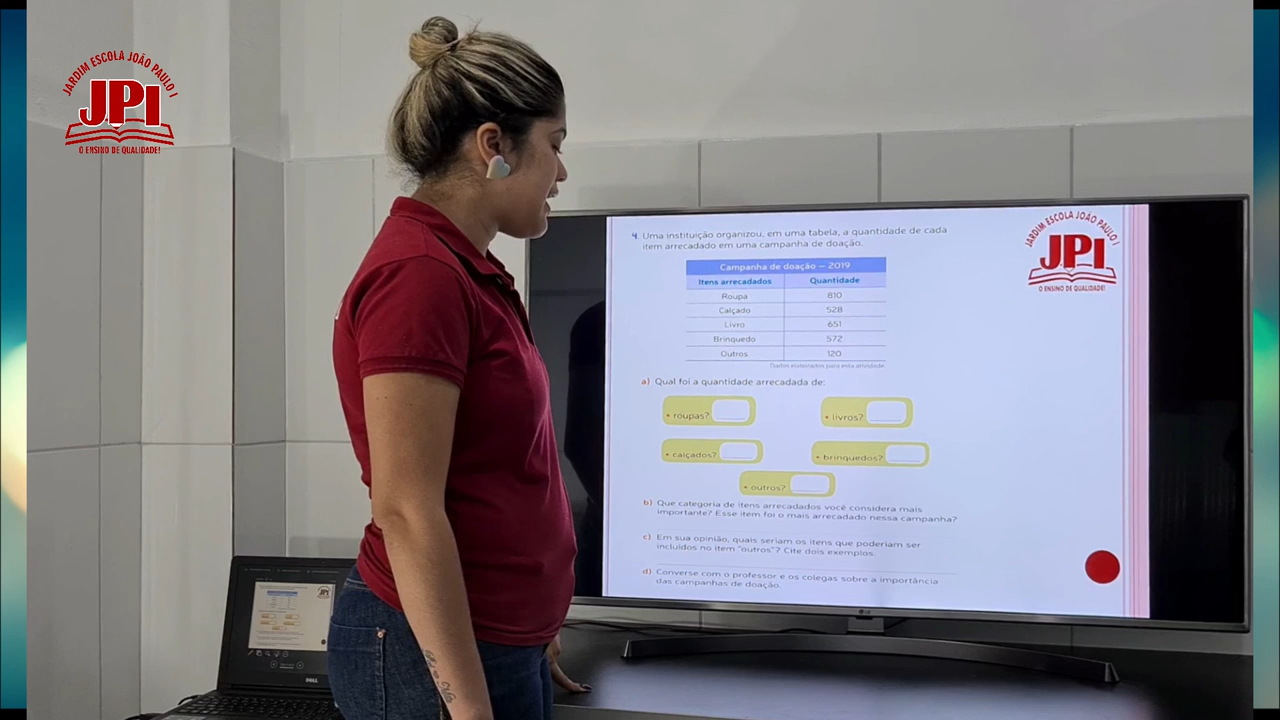 JARDIM ESCOLA JOÃO PAULO I
JPI
O ENSINO DE QUALIDADE!
JARDIM ESCOLA JOÃO PAULO I
JPI
O ENSINO DE QUALIDADE!
4. Uma instituição organizou, em uma tabela, a quantidade de cada
item arrecadado em uma campanha de doação.
Campanha de doação – 2019
Itens arrecadados Quantidade
Roupa 810
Calçado 528
Livro 651
Brinquedo 572
Outros 120
Dados elaborados para esta atividade.
a) Qual foi a quantidade arrecadada de:
• roupas? • livros?
• calçados? • brinquedos?
• outros?
b) Que categoria de itens arrecadados você considera mais
importante? Esse item foi o mais arrecadado nessa campanha?
c) Em sua opinião, quais seriam os itens que poderiam ser
incluídos no item "outros"? Cite dois exemplos.
d) Converse com o professor e os colegas sobre a importância
das campanhas de doação.
LG
DELL